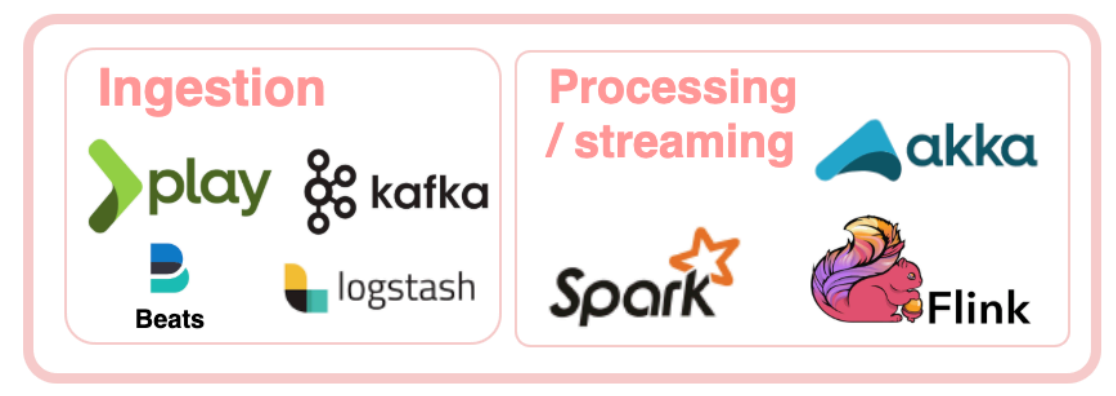 Ingestion
play
kafka
Beats
logstash
Processing
/ streaming
akka
Spark
Flink